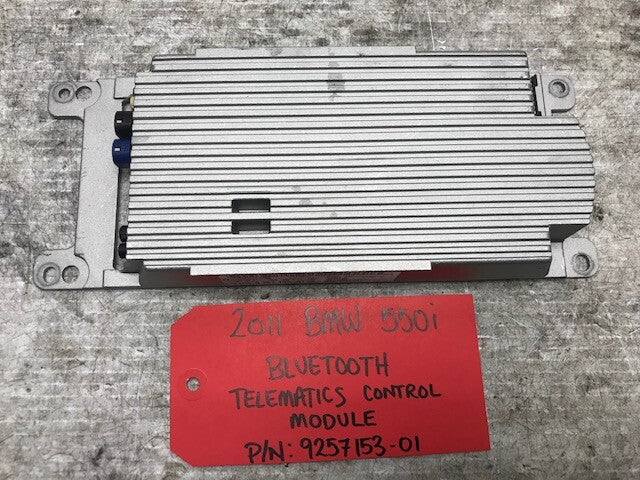 2011 BMW 550i
BLUETOOTH
TELEMATICS CONTROL
MODULE
P/N: 9257153-01